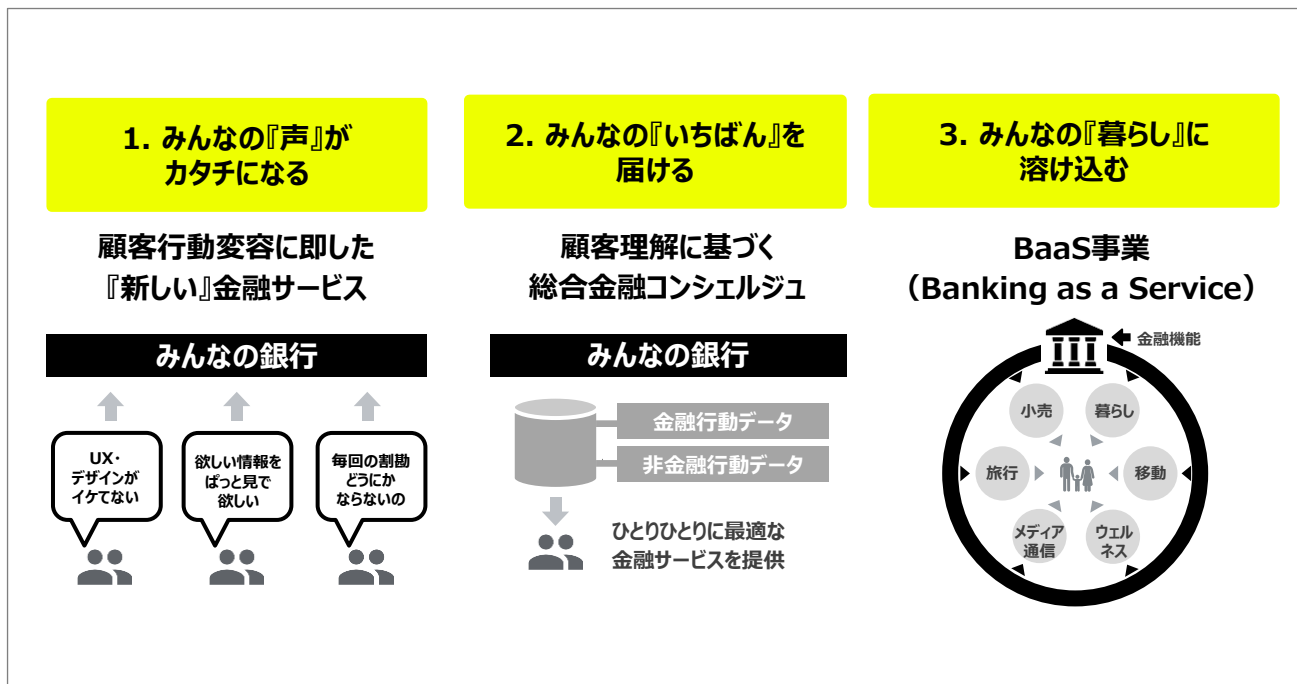 1. みんなの『声』が
カタチになる
顧客行動変容に即した
『新しい』金融サービス
みんなの銀行
UX・
デザインが
イケてない
欲しい情報を
ぱっと見で
欲しい
毎回の割勘
どうにか
ならないの
2. みんなの『いちばん』を
届ける
顧客理解に基づく
総合金融コンシェルジュ
みんなの銀行
金融行動データ
非金融行動データ
ひとりひとりに最適な
金融サービスを提供
3. みんなの『暮らし』に
溶け込む
BaaS事業
（Banking as a Service）
金融機能
小売
暮らし
旅行
移動
メディア
通信
ウェル
ネス